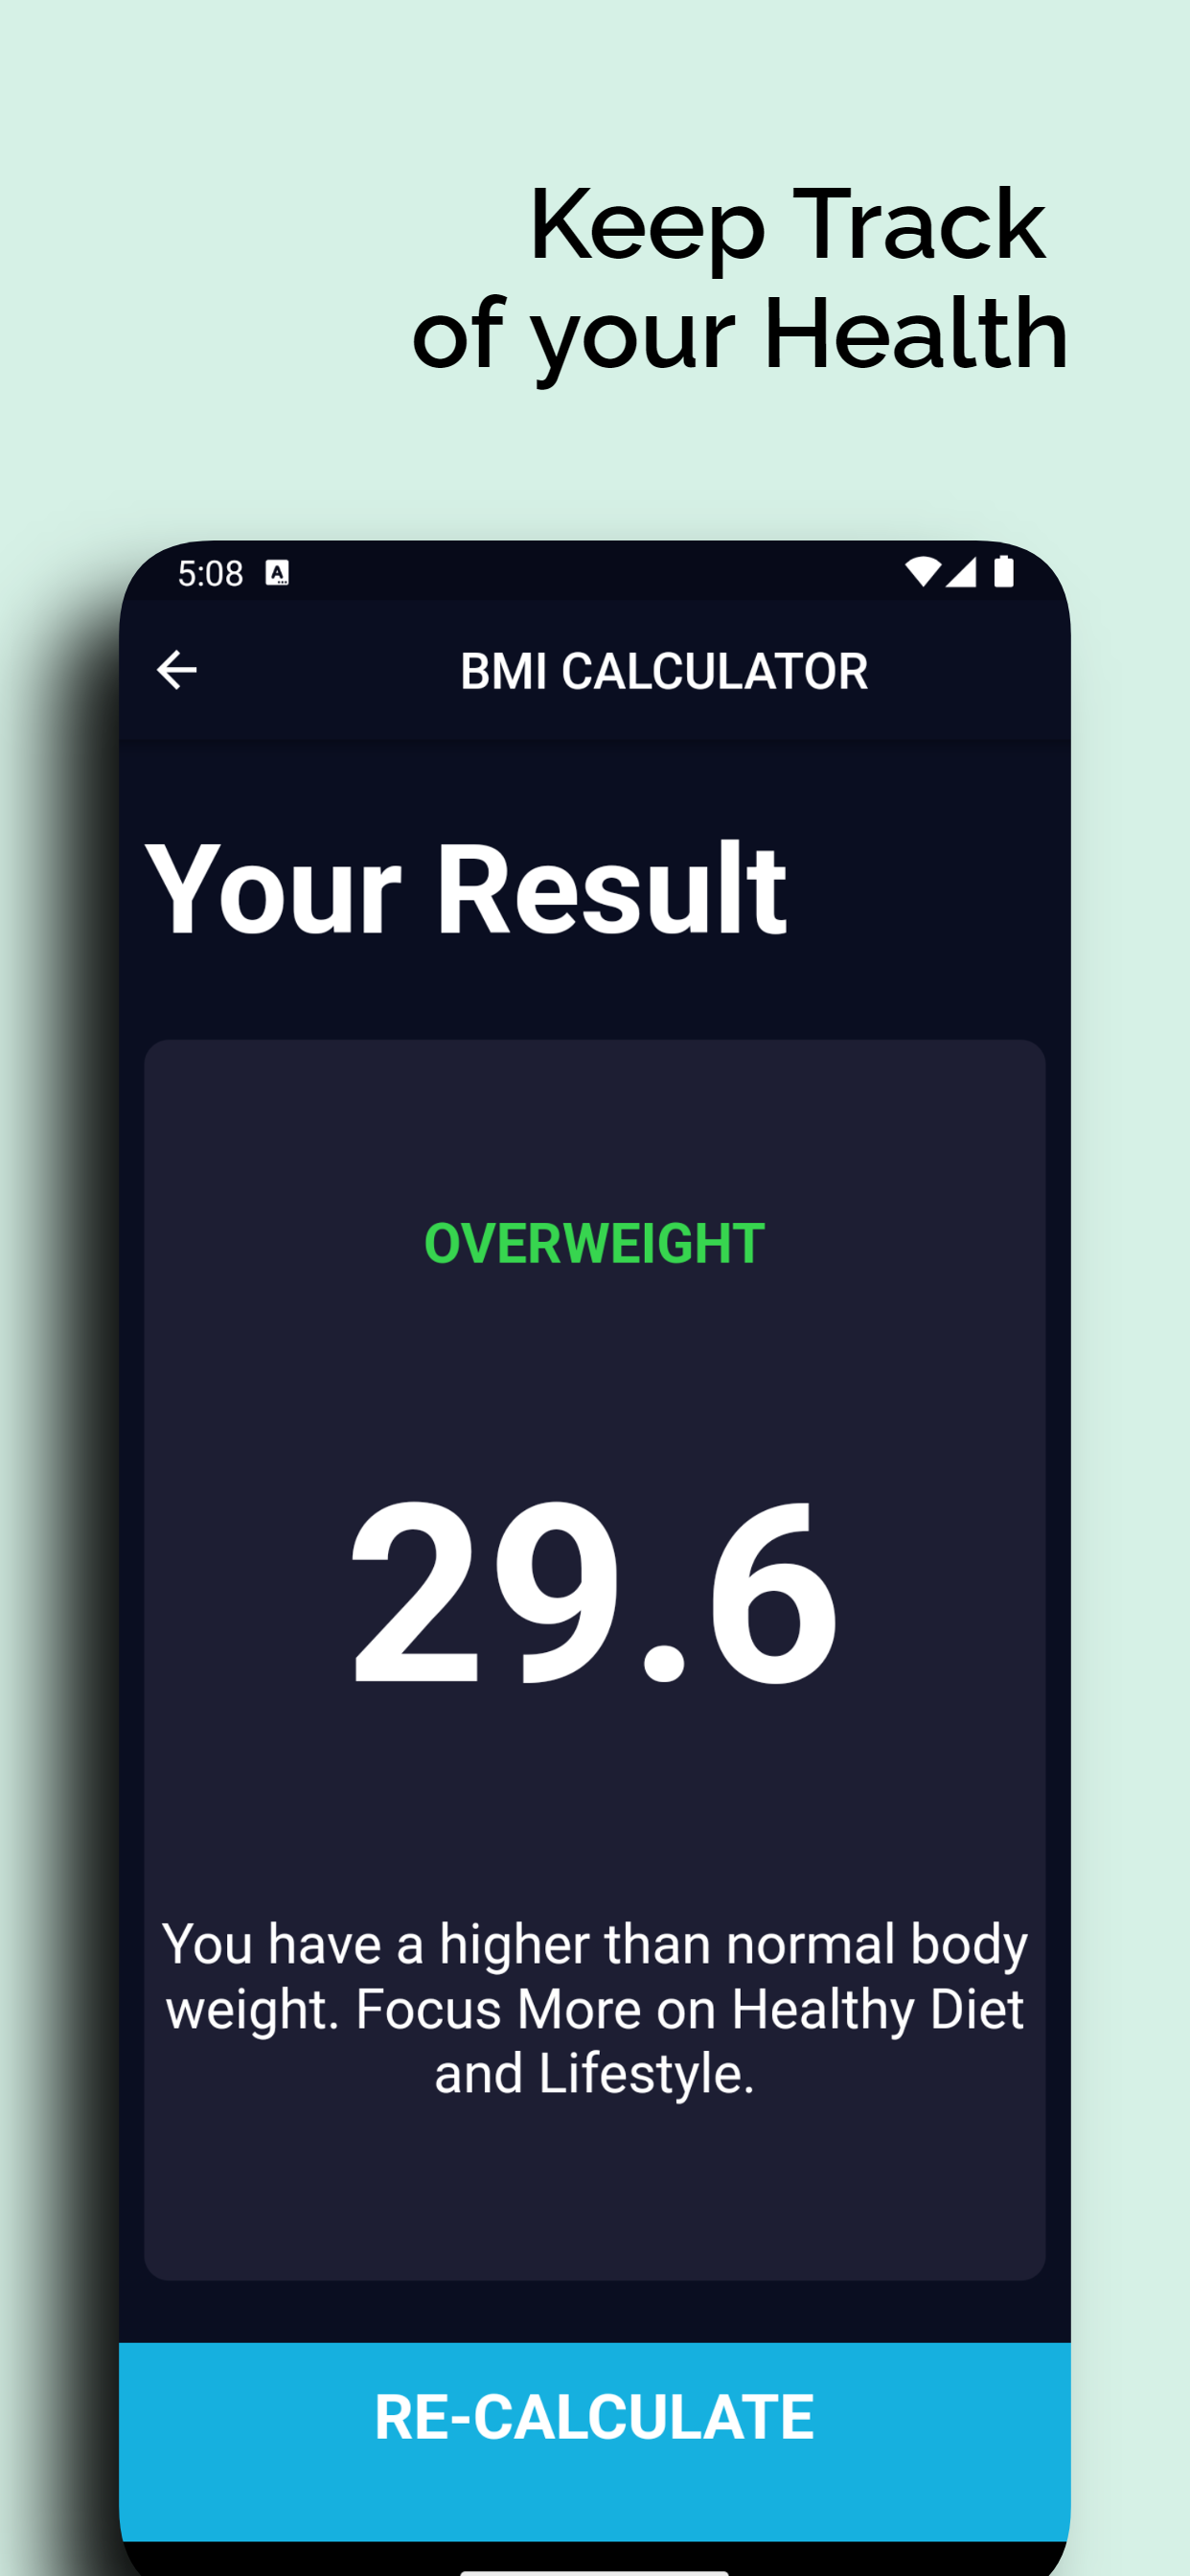 Keep Track
of your Health
5:08
A
BMI CALCULATOR
Your Result
OVERWEIGHT
29.6
You have a higher than normal body
weight. Focus More on Healthy Diet
and Lifestyle.
RE-CALCULATE